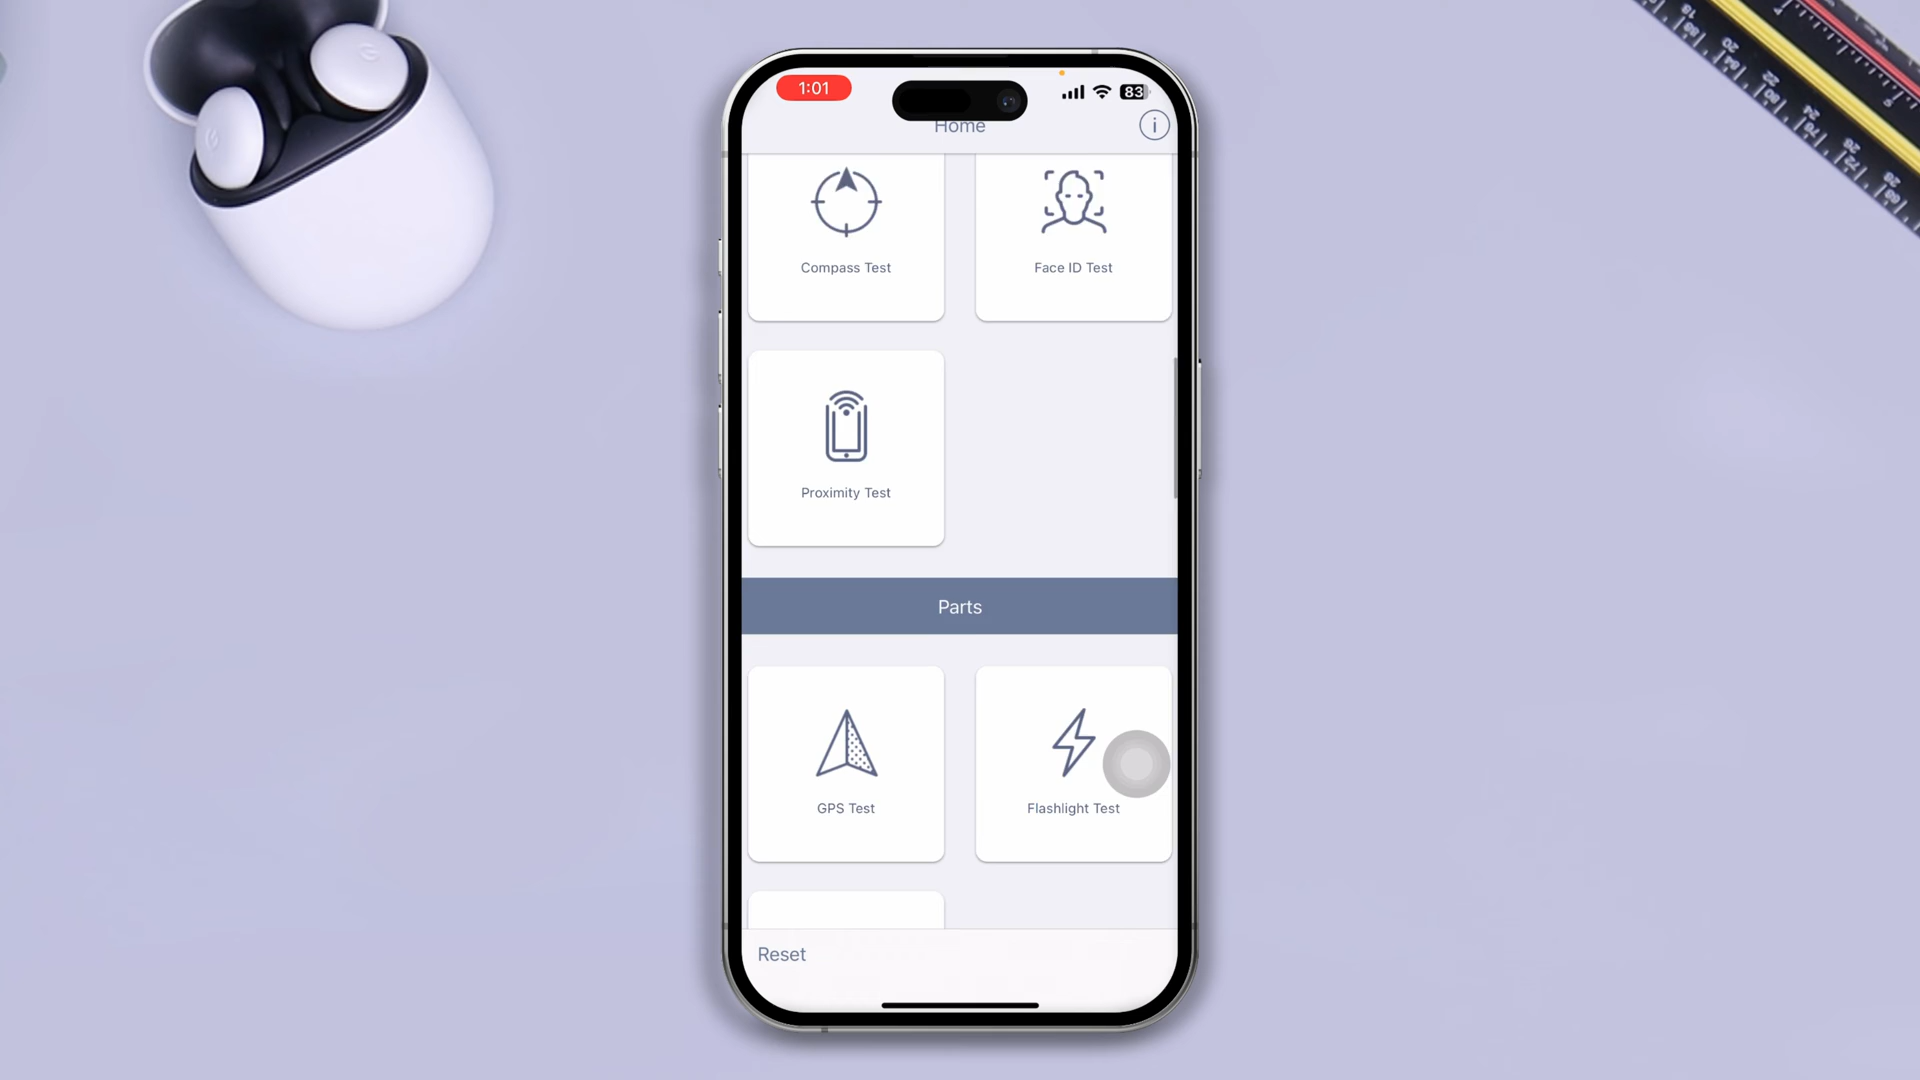 1:01
83
Home
Compass Test
Face ID Test
Proximity Test
Parts
GPS Test
Flashlight Test
Reset